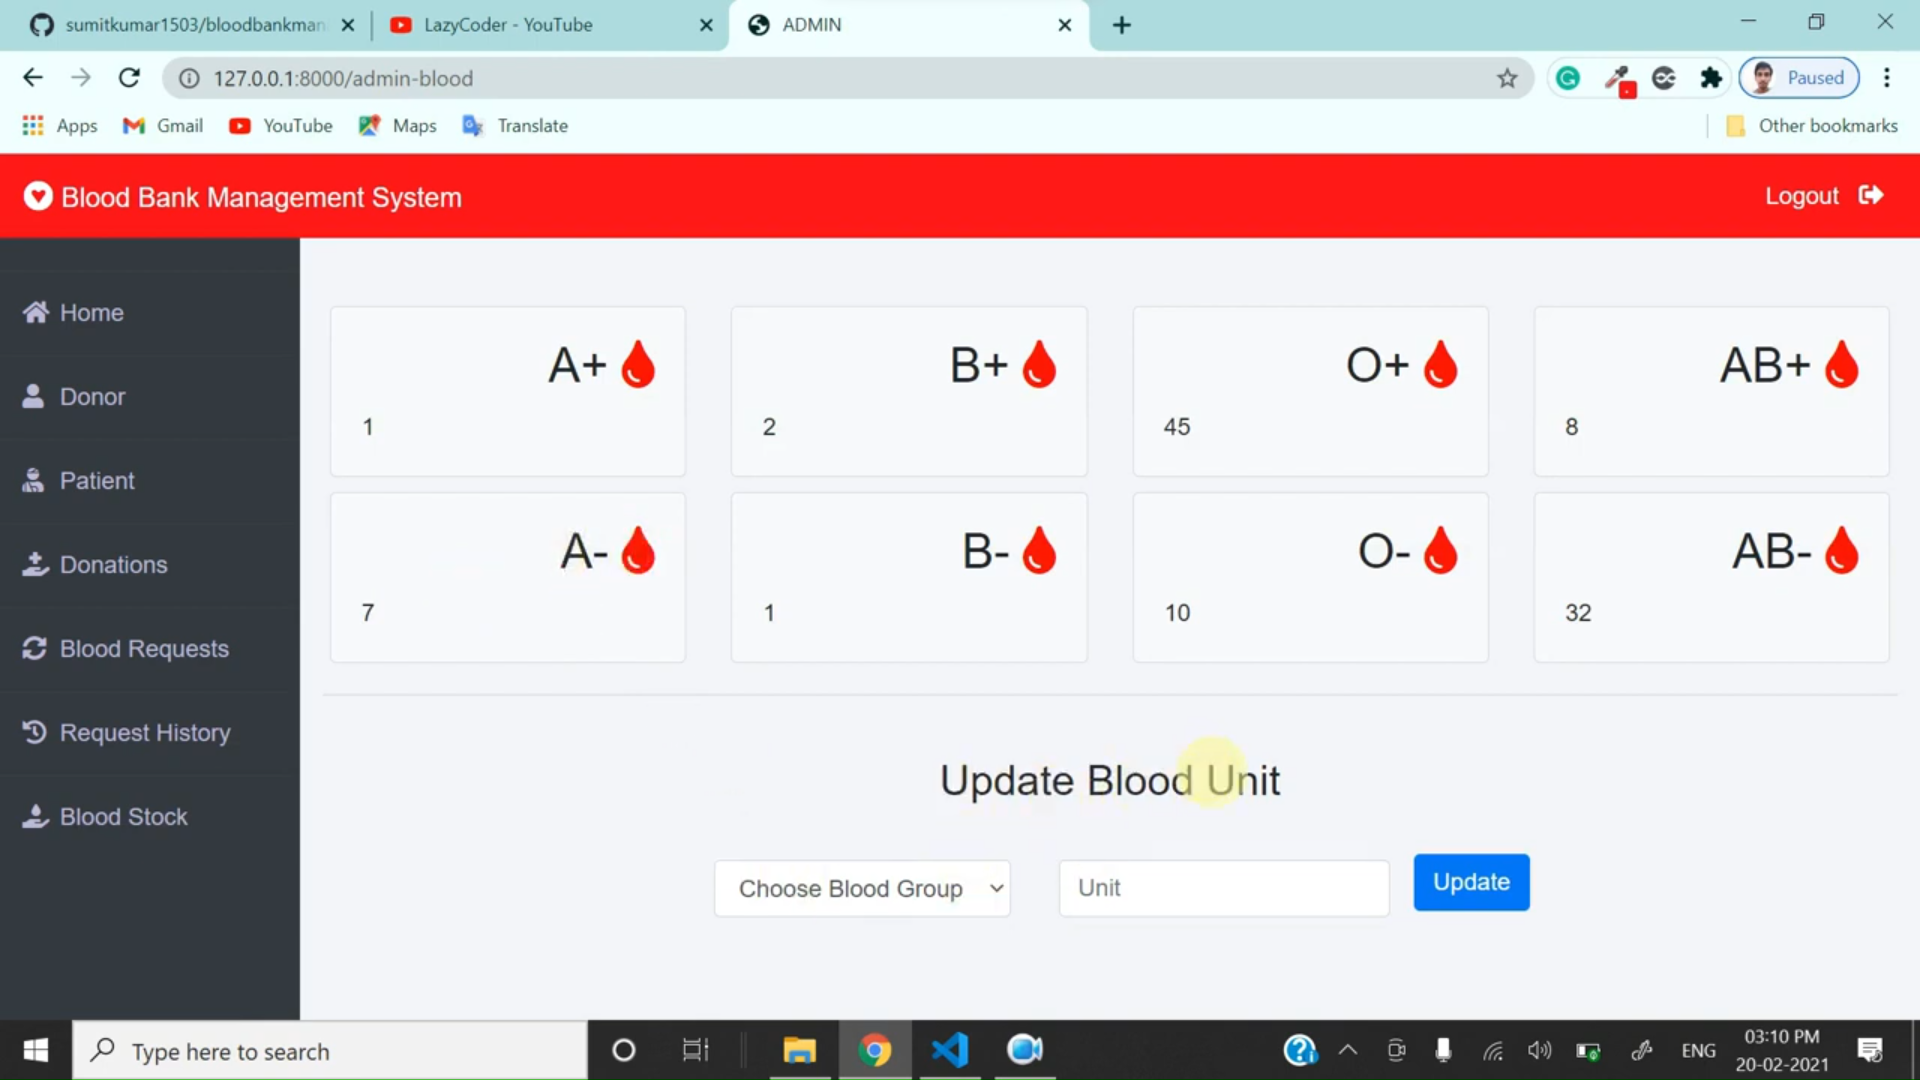 sumitkumar1503/bloodbankman
LazyCoder - YouTube
ADMIN
127.0.0.1:8000/admin-blood
Paused
Apps
Gmail
YouTube
Maps
Translate
Other bookmarks
Blood Bank Management System
Logout
Home
Donor
Patient
Donations
Blood Requests
Request History
Blood Stock
A+
1
B+
2
O+
45
AB+
8
A-
7
B-
1
O-
10
AB-
32
Update Blood Unit
Choose Blood Group
Unit
Update
Type here to search
ENG
03:10 PM
20-02-2021